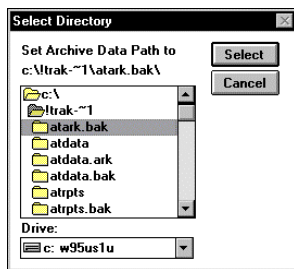 Select Directory
Set Archive Data Path to
c:\!trak-~1\atark.bak\
Select
Cancel
c:\
!trak-~1
atark.bak
atdata
atdata.ark
atdata.bak
atrpts
atrpts.bak
Drive:
c: w95us1u